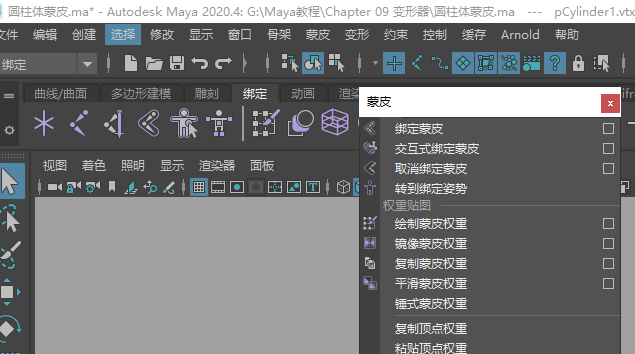 圆柱体蒙皮.ma* - Autodesk Maya 2020.4: G:\Maya教程\Chapter 09 变形器\圆柱体蒙皮.ma --- pCylinder1.vtx
文件 编辑 创建 选择 修改 显示 窗口 骨架 蒙皮 变形 约束 控制 缓存 Arnold 帮助
绑定
曲线/曲面 多边形建模 雕刻 绑定 动画 渲染
蒙皮
视图 着色 照明 显示 渲染器 面板
绑定蒙皮
交互式绑定蒙皮
取消绑定蒙皮
转到绑定姿势
权重贴图
绘制蒙皮权重
镜像蒙皮权重
复制蒙皮权重
平滑蒙皮权重
锤式蒙皮权重
复制顶点权重
粘贴顶点权重